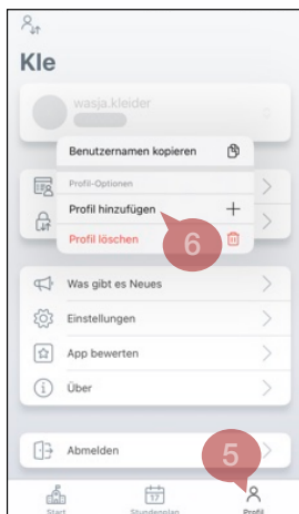 Kle
wasja.kleider
Benutzernamen kopieren
Profil-Optionen
Profil hinzufügen
6
Profil löschen
Was gibt es Neues
Einstellungen
App bewerten
Über
Abmelden
5
17
Start
Stundenplan
Profil